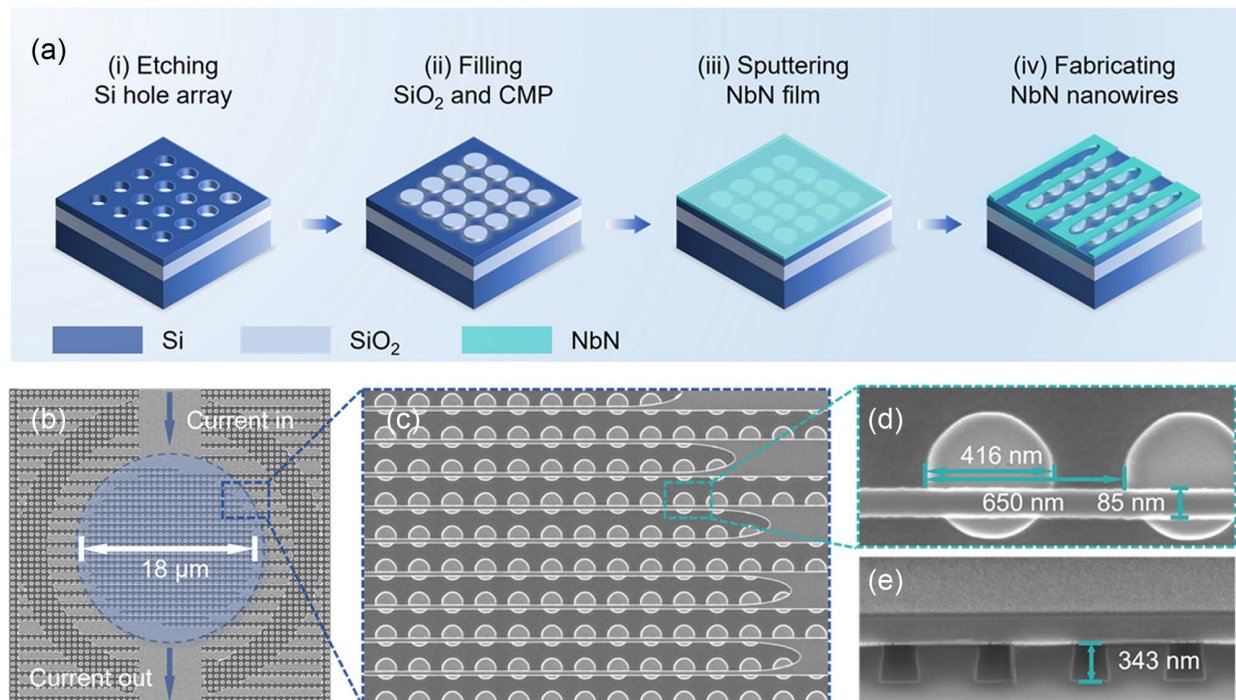 (a)
(i) Etching
Si hole array
(ii) Filling
SiO₂ and CMP
(iii) Sputtering
NbN film
(iv) Fabricating
NbN nanowires
Si
SiO₂
NbN
(b)
Current in
18 μm
Current out
(c)
(d)
416 nm
650 nm
85 nm
(e)
343 nm